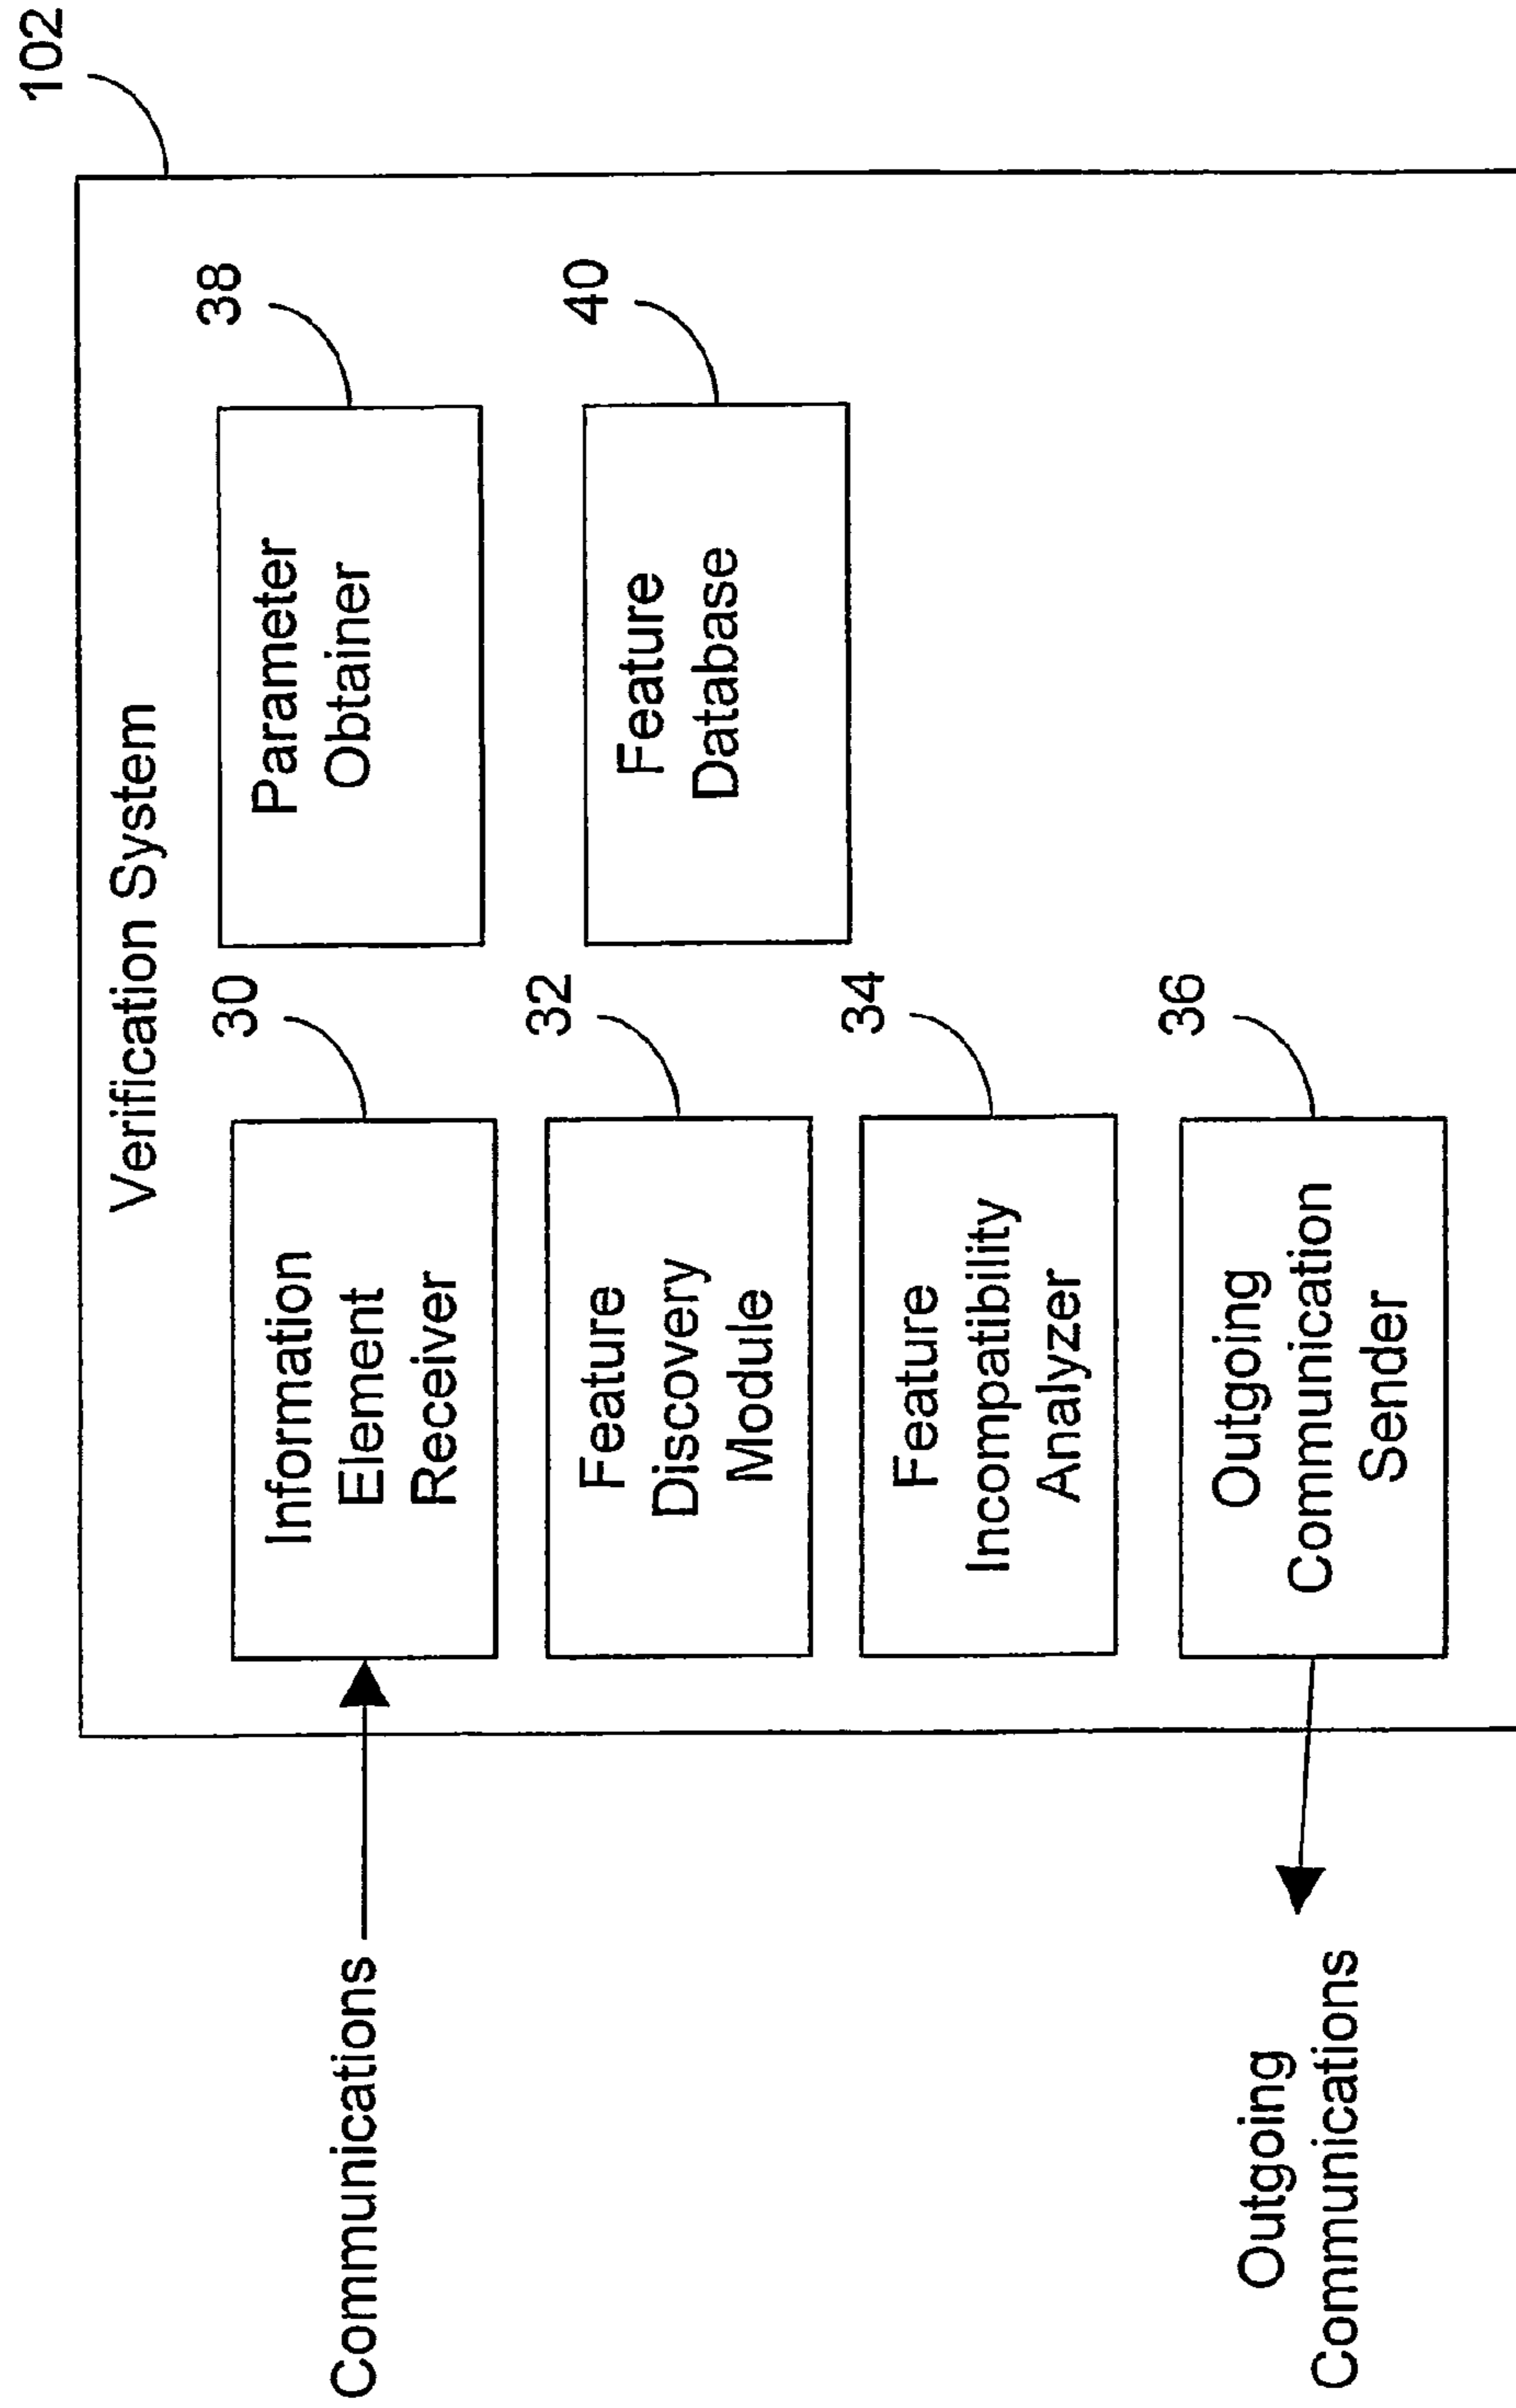 102
Verification System
30
38
Communications
Information
Element
Receiver
Parameter
Obtainer
32
40
Feature
Discovery
Module
Feature
Database
34
Feature
Incompatibility
Analyzer
36
Outgoing
Communications
Outgoing
Communication
Sender